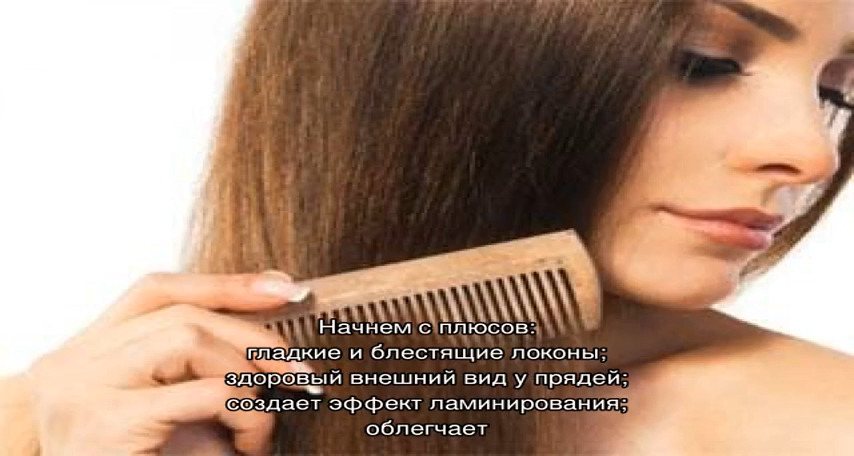 Начнем с плюсов:
гладкие и блестящие локоны;
здоровый внешний вид у прядей;
создает эффект ламинирования;
облегчает